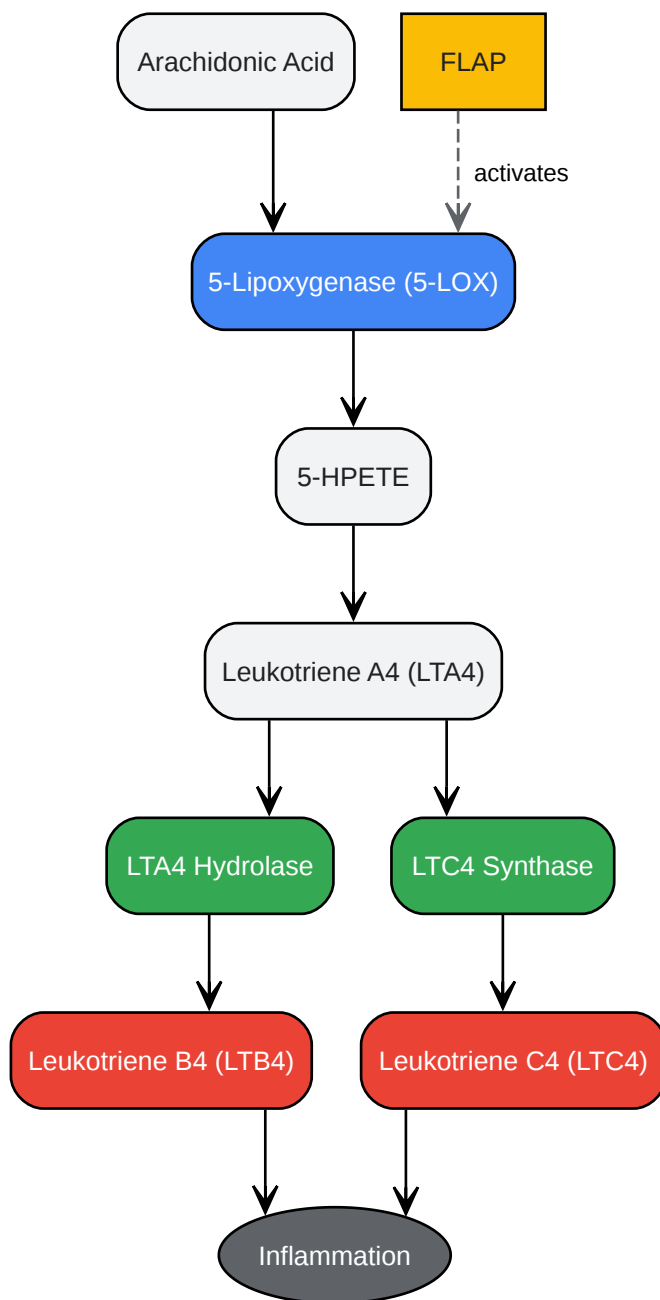 Arachidonic Acid
FLAP
activates
5-Lipoxygenase (5-LOX)
5-HPETE
Leukotriene A4 (LTA4)
LTA4 Hydrolase
LTC4 Synthase
Leukotriene B4 (LTB4)
Leukotriene C4 (LTC4)
Inflammation